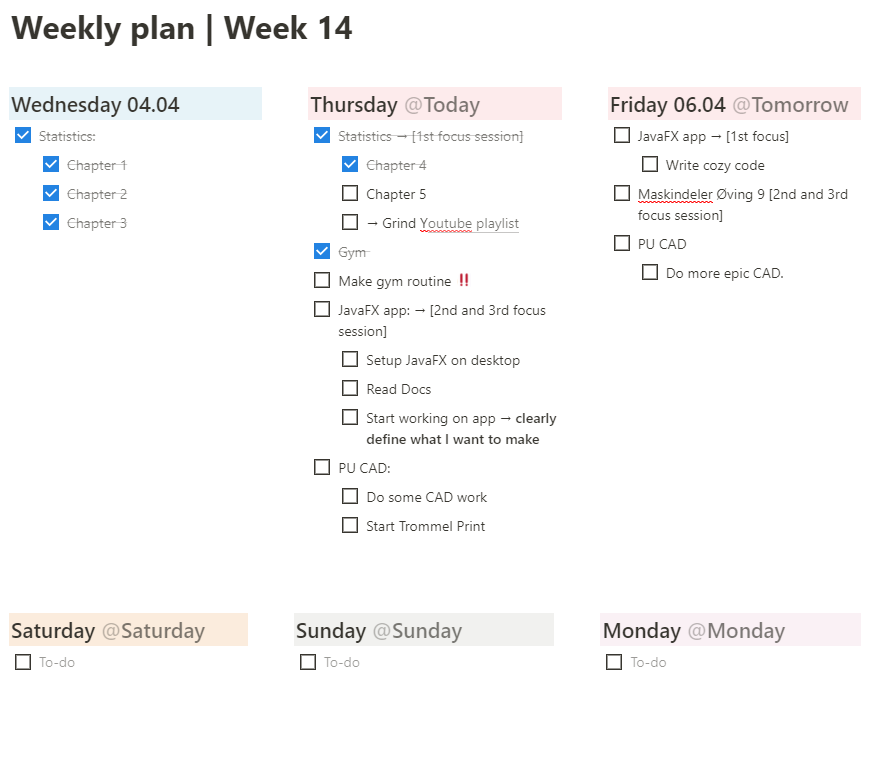 Weekly plan | Week 14
Wednesday 04.04
Statistics:
Chapter 1
Chapter 2
Chapter 3
Thursday @Today
Statistics → [1st focus session]
Chapter 4
Chapter 5
→ Grind Youtube playlist
Gym
Make gym routine ‼️
JavaFX app: → [2nd and 3rd focus
session]
Setup JavaFX on desktop
Read Docs
Start working on app → clearly
define what I want to make
PU CAD:
Do some CAD work
Start Trommel Print
Friday 06.04 @Tomorrow
JavaFX app → [1st focus]
Write cozy code
Maskindeler Øving 9 [2nd and 3rd
focus session]
PU CAD
Do more epic CAD.
Saturday @Saturday
To-do
Sunday @Sunday
To-do
Monday @Monday
To-do